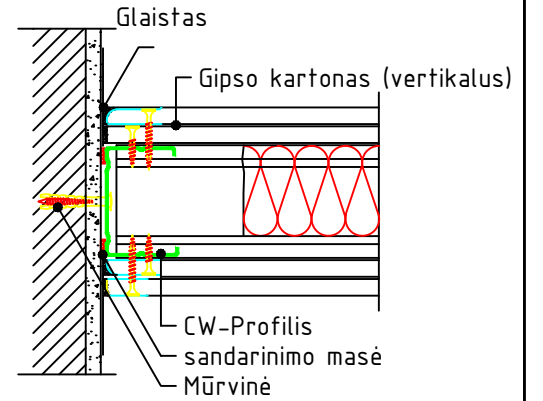 Glaistas
Gipso kartonas (vertikalus)
CW-Profilis
sandarinimo masė
Mūrvinė